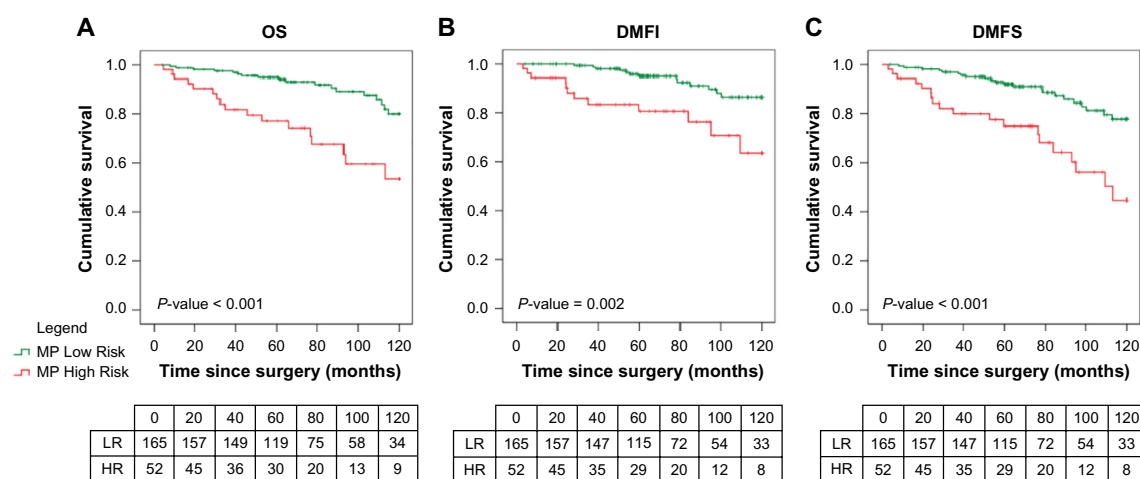 A OS
B DMFI
C DMFS
Cumulative survival
1.0
0.8
0.6
0.4
0.2
0.0
P-value < 0.001
0 20 40 60 80 100 120
Time since surgery (months)
Cumulative survival
1.0
0.8
0.6
0.4
0.2
0.0
P-value = 0.002
0 20 40 60 80 100 120
Time since surgery (months)
Cumulative survival
1.0
0.8
0.6
0.4
0.2
0.0
P-value < 0.001
0 20 40 60 80 100 120
Time since surgery (months)
Legend
MP Low Risk
MP High Risk
0 20 40 60 80 100 120
LR 165 157 149 119 75 58 34
HR 52 45 36 30 20 13 9
0 20 40 60 80 100 120
LR 165 157 147 115 72 54 33
HR 52 45 35 29 20 12 8
0 20 40 60 80 100 120
LR 165 157 147 115 72 54 33
HR 52 45 35 29 20 12 8